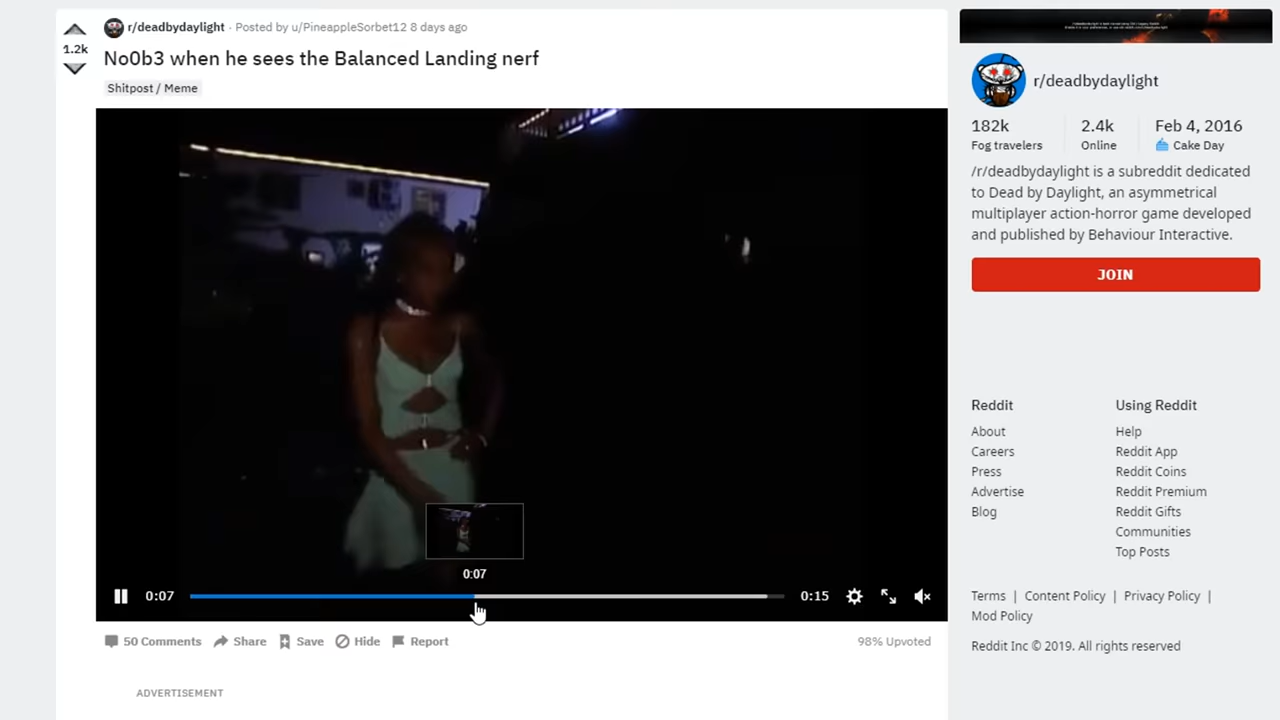 r/deadbydaylight · Posted by u/PineappleSorbet12 8 days ago
1.2k
No0b3 when he sees the Balanced Landing nerf
Shitpost / Meme
0:07
0:07
0:15
50 Comments Share Save Hide Report
98% Upvoted
ADVERTISEMENT
r/deadbydaylight
182k 2.4k Feb 4, 2016
Fog travelers Online Cake Day
/r/deadbydaylight is a subreddit dedicated
to Dead by Daylight, an asymmetrical
multiplayer action-horror game developed
and published by Behaviour Interactive.
JOIN
Reddit Using Reddit
About Help
Careers Reddit App
Press Reddit Coins
Advertise Reddit Premium
Blog Reddit Gifts
Communities
Top Posts
Terms | Content Policy | Privacy Policy |
Mod Policy
Reddit Inc © 2019. All rights reserved